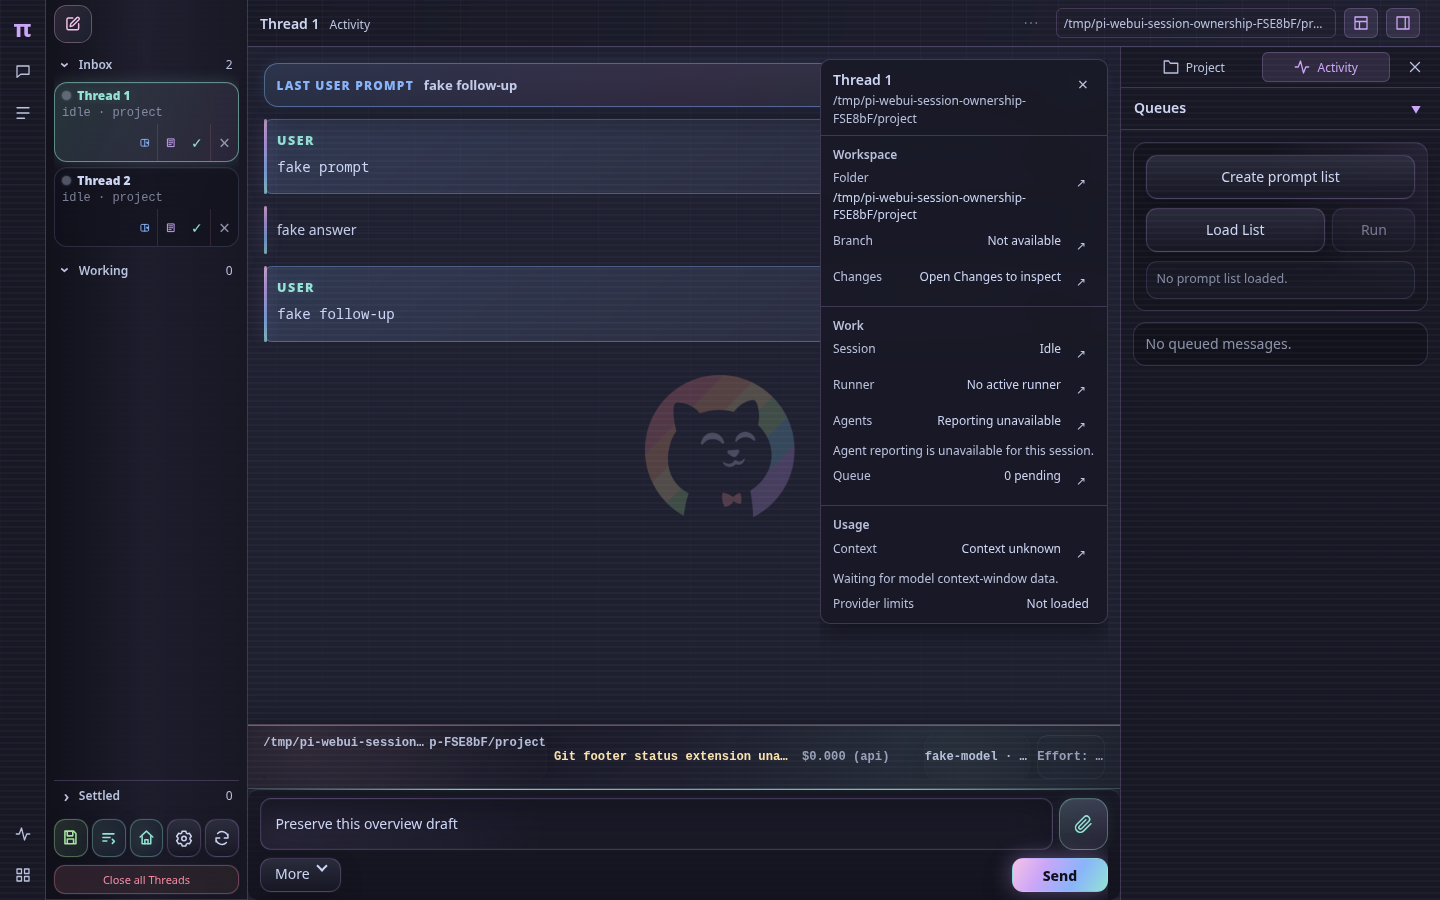 π
Inbox 2
Thread 1
idle · project
Thread 2
idle · project
Working 0
Settled 0
Close all Threads
Thread 1 Activity
··· /tmp/pi-webui-session-ownership-FSE8bF/pr…
LAST USER PROMPT fake follow-up
USER
fake prompt
fake answer
USER
fake follow-up
Thread 1
/tmp/pi-webui-session-ownership-
FSE8bF/project
Workspace
Folder
/tmp/pi-webui-session-ownership-
FSE8bF/project
Branch Not available
Changes Open Changes to inspect
Work
Session Idle
Runner No active runner
Agents Reporting unavailable
Agent reporting is unavailable for this session.
Queue 0 pending
Usage
Context Context unknown
Waiting for model context-window data.
Provider limits Not loaded
Project Activity
Queues
Create prompt list
Load List Run
No prompt list loaded.
No queued messages.
/tmp/pi-webui-session… p-FSE8bF/project
Git footer status extension una… $0.000 (api) fake-model · … Effort: …
Preserve this overview draft
More Send